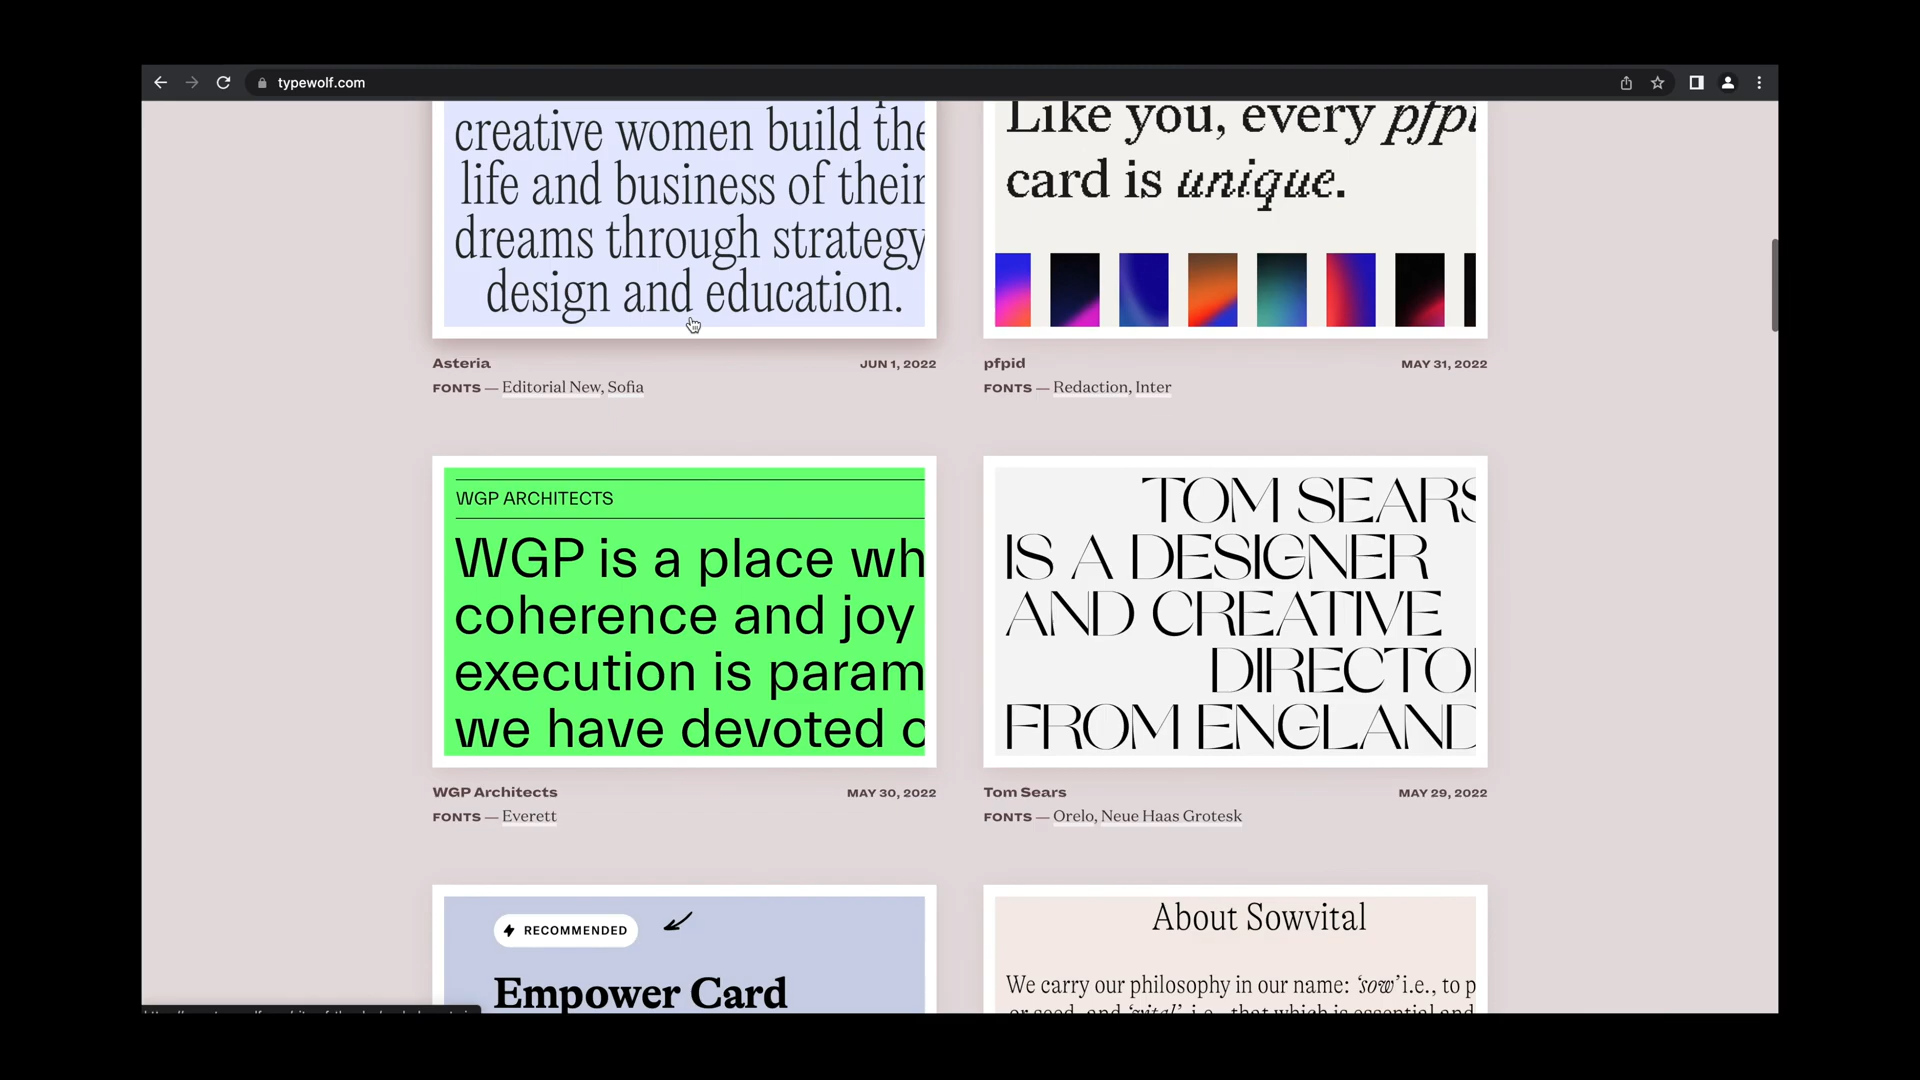 typewolf.com
creative women build the
life and business of their
dreams through strategy
design and education.
Like you, every pfpi
card is unique.
Asteria
JUN 1, 2022
FONTS — Editorial New, Sofia
pfpid
MAY 31, 2022
FONTS — Redaction, Inter
WGP ARCHITECTS
WGP is a place wh
coherence and joy
execution is param
we have devoted o
TOM SEARS
IS A DESIGNER
AND CREATIVE
DIRECTOR
FROM ENGLAND
WGP Architects
MAY 30, 2022
FONTS — Everett
Tom Sears
MAY 29, 2022
FONTS — Orelo, Neue Haas Grotesk
RECOMMENDED
Empower Card
About Sowvital
We carry our philosophy in our name: ‘sow’ i.e., to p
or seed, and ‘vital’, i.e., that which is essential and